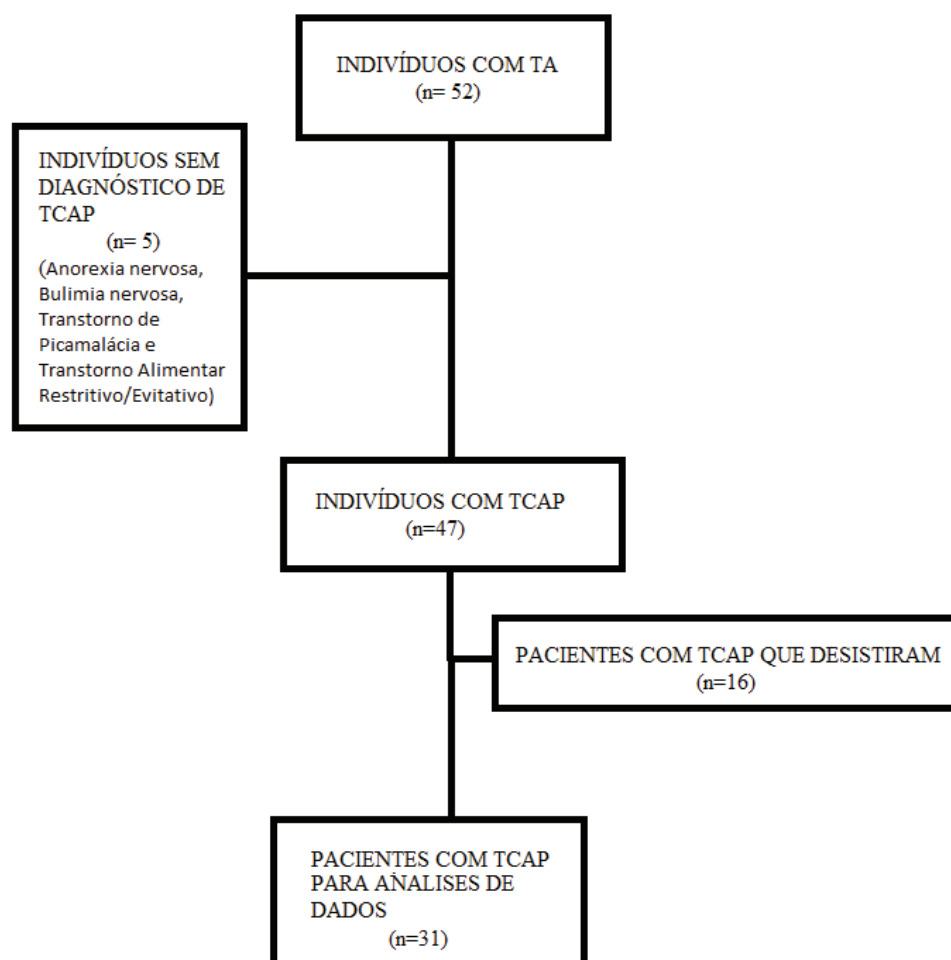 INDIVÍDUOS COM TA
(n= 52)
INDIVÍDUOS SEM
DIAGNÓSTICO DE
TCAP
(n= 5)
(Anorexia nervosa,
Bulimia nervosa,
Transtorno de
Picamalácia e
Transtorno Alimentar
Restritivo/Evitativo)
INDIVÍDUOS COM TCAP
(n=47)
PACIENTES COM TCAP QUE DESISTIRAM
(n=16)
PACIENTES COM TCAP
PARA AÑALISES DE
DADOS
(n=31)